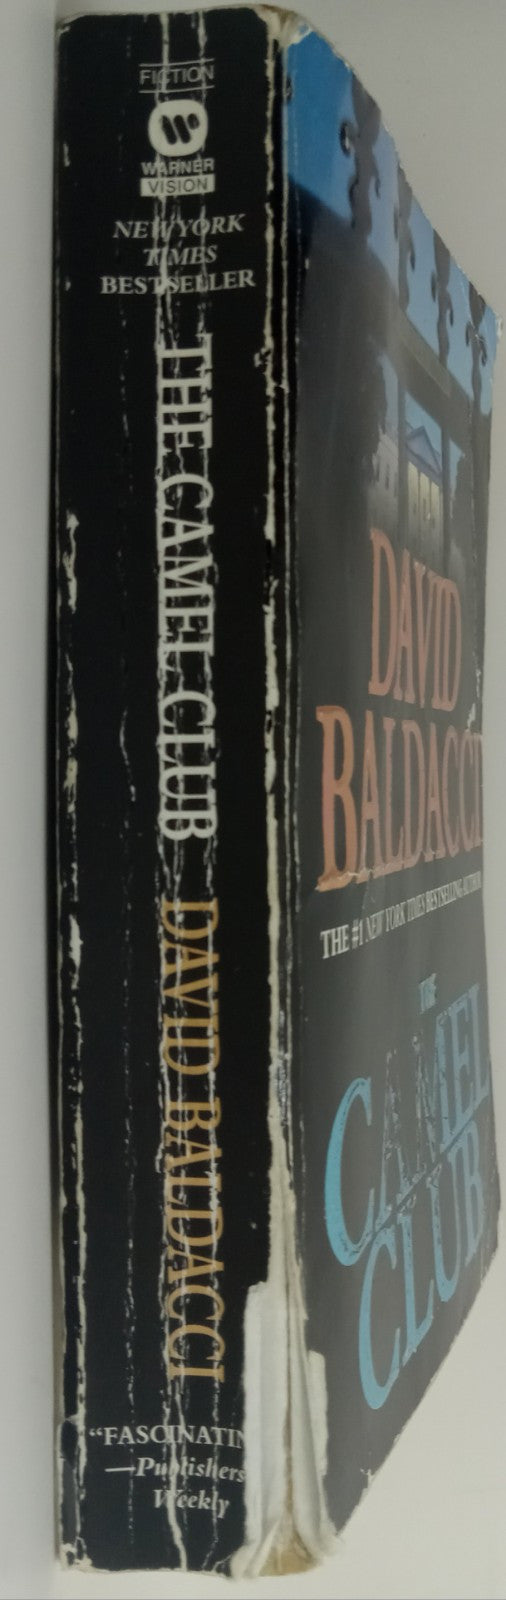 FICTION
WARNER
VISION
NEW YORK
TIMES
BESTSELLER
THE CAMEL CLUB DAVID BALDACCI
"FASCINATIN
—Publishers
Weekly
DAVID
BALDACCI
THE #1 NEW YORK TIMES BESTSELLING AUTHOR
THE
CAMEL
CLUB